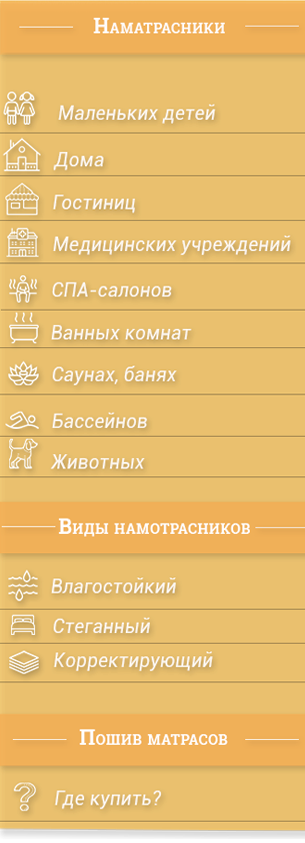 Наматрасники
Маленьких детей
Дома
Гостиниц
Медицинских учреждений
СПА-салонов
Ванных комнат
Саунах, банях
Бассейнов
Животных
Виды намотрасников
Влагостойкий
Стеганный
Корректирующий
Пошив матрасов
Где купить?